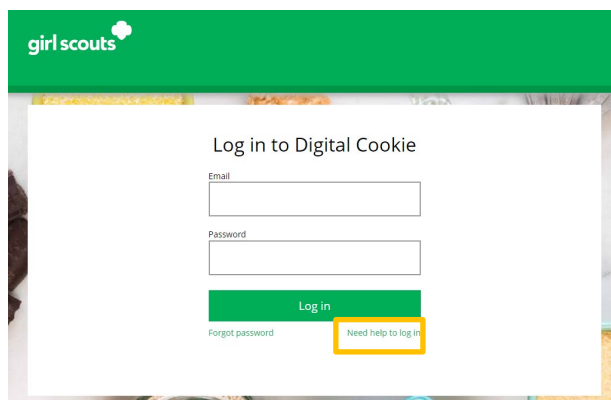 girl scouts
Log in to Digital Cookie
Email
Password
Log in
Forgot password
Need help to log in